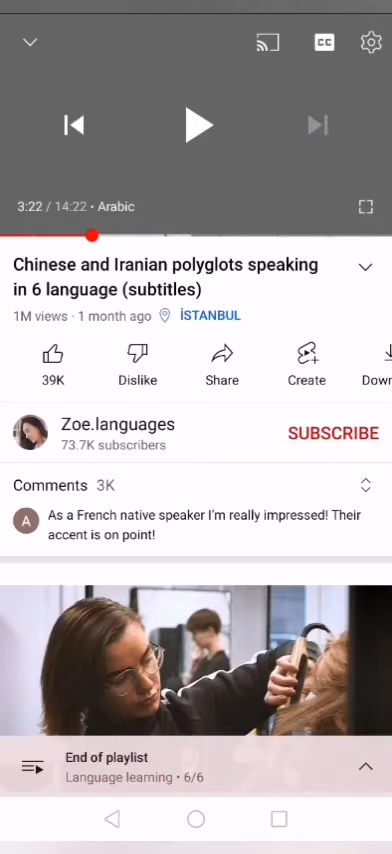 CC
3:22 / 14:22 • Arabic
Chinese and Iranian polyglots speaking
in 6 language (subtitles)
1M views · 1 month ago İSTANBUL
39K Dislike Share Create Down
Zoe.languages
73.7K subscribers
SUBSCRIBE
Comments 3K
A
As a French native speaker I'm really impressed! Their
accent is on point!
End of playlist
Language learning • 6/6